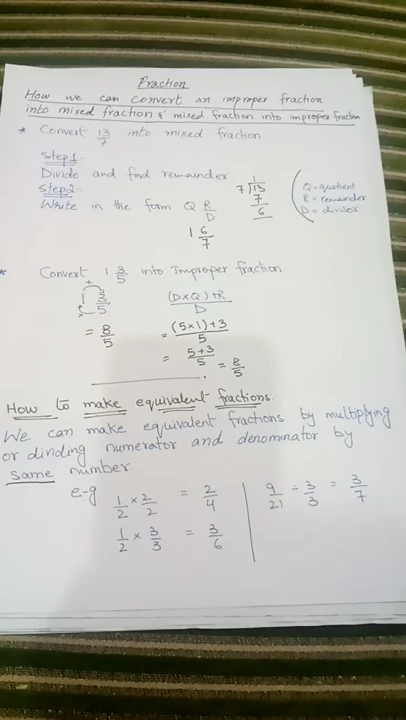 Fraction
How we can convert an improper fraction
into mixed fraction & mixed fraction into improper fraction
* Convert 13/7 into mixed fraction
Step1.
Divide and find remainder
7 1 13
7
6
Step2.
Write in the form Q R/D
1 6/7
Q = quotient
R = remainder
D = divisor
* Convert 1 3/5 into Improper fraction
+ 1 3/5 x (D×Q)+R/D
= 8/5 = (5×1)+3/5
= 5+3/5 = 8/5
How to make equivalent fractions
We can make equivalent fractions by multiplying
or dividing numerator and denominator by
same number
e-g 1/2 × 2/2 = 2/4 9/21 ÷ 3/3 = 3/7
1/2 × 3/3 = 3/6